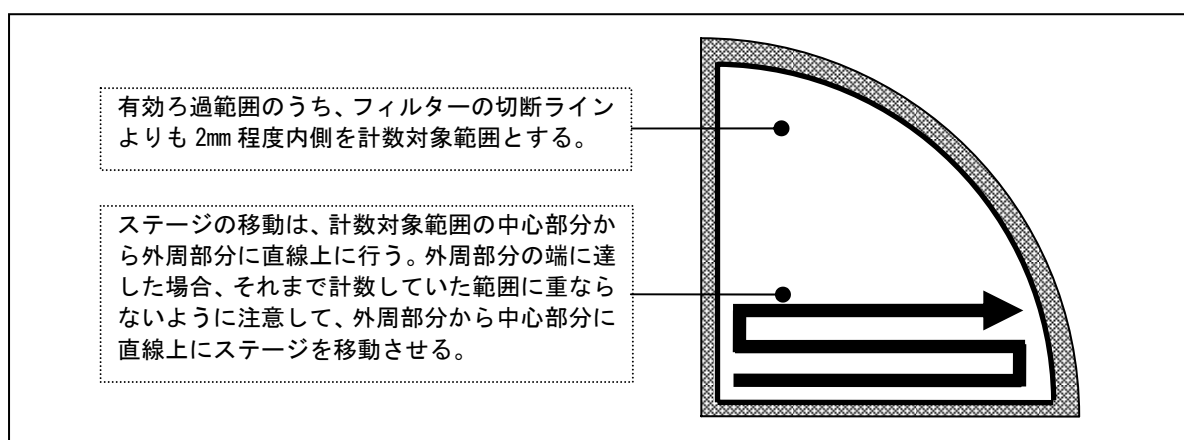 有効ろ過範囲のうち、フィルターの切断ライン
よりも 2mm 程度内側を計数対象範囲とする。
ステージの移動は、計数対象範囲の中心部分か
ら外周部分に直線上に行う。外周部分の端に達
した場合、それまで計数していた範囲に重なら
ないように注意して、外周部分から中心部分に
直線上にステージを移動させる。